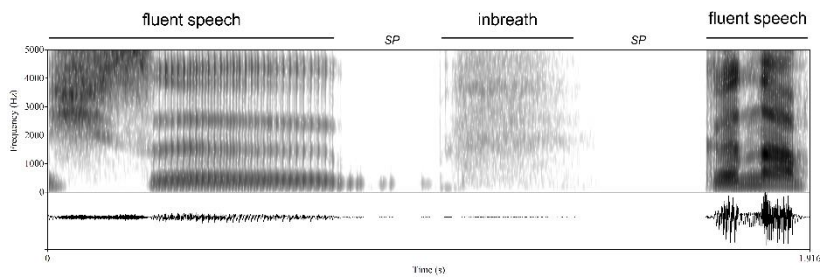 fluent speech
SP
inbreath
SP
fluent speech
5000
4000
3000
2000
1000
0
Frequency (Hz)
0
1.916
Time (s)